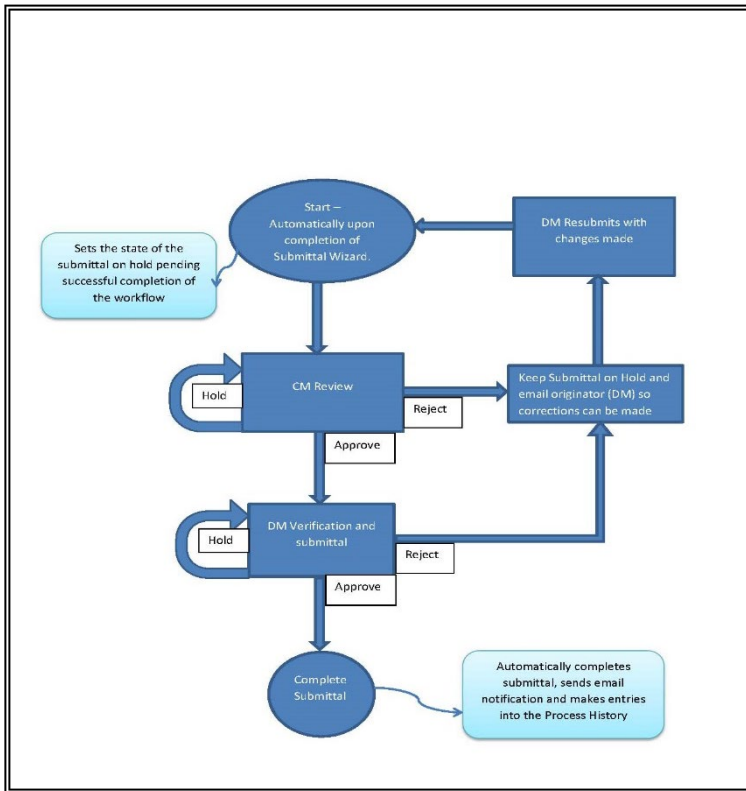 Start –
Automatically upon
completion of
Submittal Wizard.
DM Resubmits with
changes made
Sets the state of the
submittal on hold pending
successful completion of
the workflow
CM Review
Hold
Reject
Keep Submittal on Hold and
email originator (DM) so
corrections can be made
Approve
DM Verification and
submittal
Hold
Reject
Approve
Complete
Submittal
Automatically completes
submittal, sends email
notification and makes entries
into the Process History